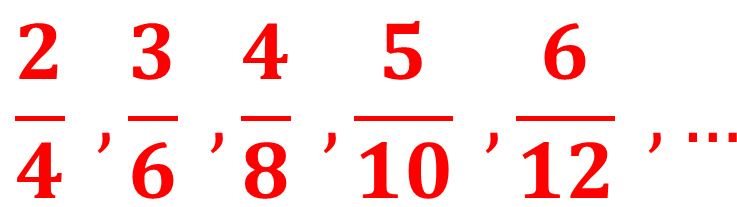 2/4 , 3/6 , 4/8 , 5/10 , 6/12 , ...